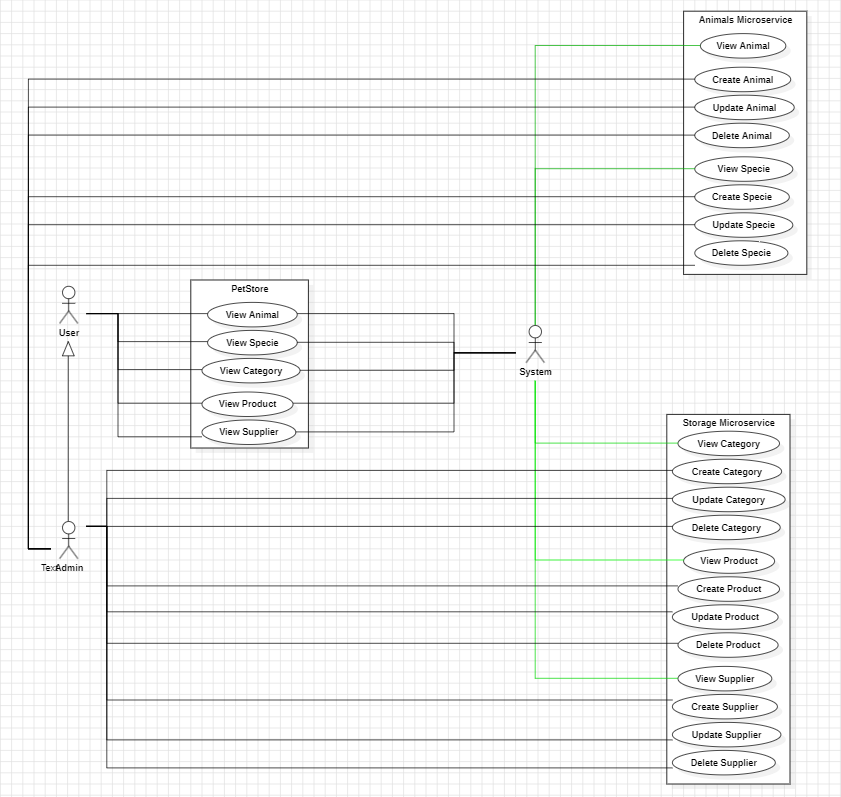 Animals Microservice
View Animal
Create Animal
Update Animal
Delete Animal
View Specie
Create Specie
Update Specie
Delete Specie
PetStore
View Animal
View Specie
View Category
View Product
View Supplier
User
System
Storage Microservice
View Category
Create Category
Update Category
Delete Category
View Product
Create Product
Update Product
Delete Product
View Supplier
Create Supplier
Update Supplier
Delete Supplier
Admin